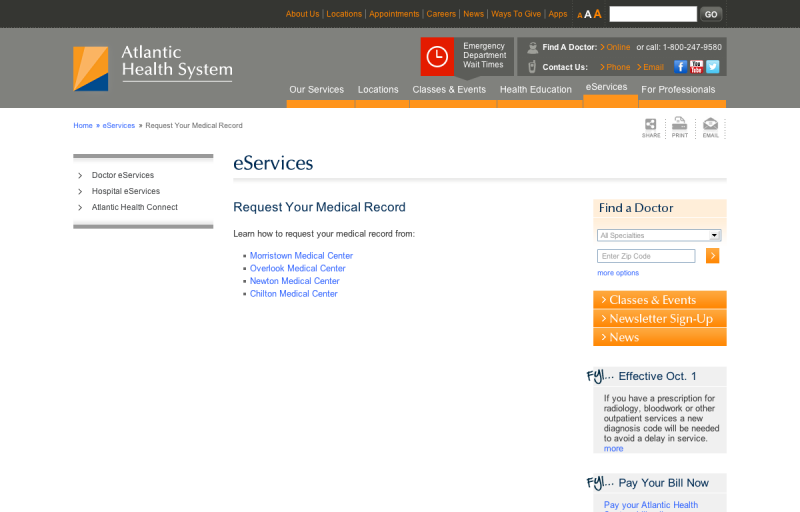 About Us | Locations | Appointments | Careers | News | Ways To Give | Apps
A A A
GO
Atlantic
Health System
Emergency
Department
Wait Times
Find A Doctor: Online or call: 1-800-247-9580
Contact Us: Phone Email
You
Tube
Our Services
Locations
Classes & Events
Health Education
eServices
For Professionals
Home » eServices » Request Your Medical Record
SHARE
PRINT
EMAIL
Doctor eServices
Hospital eServices
Atlantic Health Connect
eServices
Request Your Medical Record
Learn how to request your medical record from:
Morristown Medical Center
Overlook Medical Center
Newton Medical Center
Chilton Medical Center
Find a Doctor
All Specialties
Enter Zip Code
more options
Classes & Events
Newsletter Sign-Up
News
FYI... Effective Oct. 1
If you have a prescription for
radiology, bloodwork or other
outpatient services a new
diagnosis code will be needed
to avoid a delay in service.
more
FYI... Pay Your Bill Now
Pay your Atlantic Health